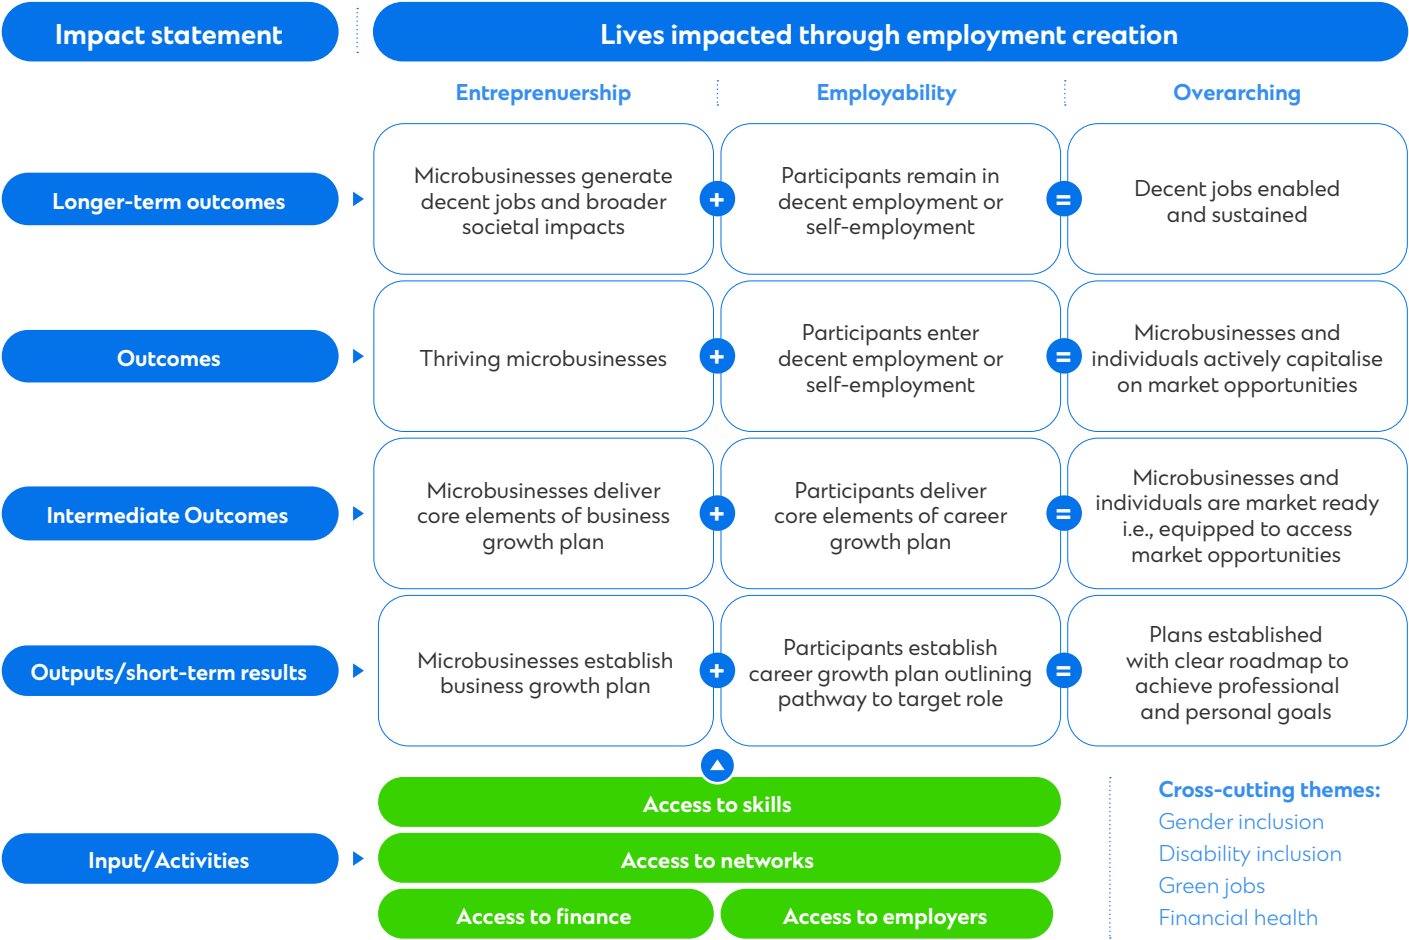 Impact statement
Lives impacted through employment creation
Entreprenuership
Employability
Overarching
Longer-term outcomes
Microbusinesses generate
decent jobs and broader
societal impacts
+
Participants remain in
decent employment or
self-employment
=
Decent jobs enabled
and sustained
Outcomes
Thriving microbusinesses
+
Participants enter
decent employment or
self-employment
=
Microbusinesses and
individuals actively capitalise
on market opportunities
Intermediate Outcomes
Microbusinesses deliver
core elements of business
growth plan
+
Participants deliver
core elements of career
growth plan
=
Microbusinesses and
individuals are market ready
i.e., equipped to access
market opportunities
Outputs/short-term results
Microbusinesses establish
business growth plan
+
Participants establish
career growth plan outlining
pathway to target role
=
Plans established
with clear roadmap to
achieve professional
and personal goals
Input/Activities
Access to skills
Access to networks
Access to finance
Access to employers
Cross-cutting themes:
Gender inclusion
Disability inclusion
Green jobs
Financial health